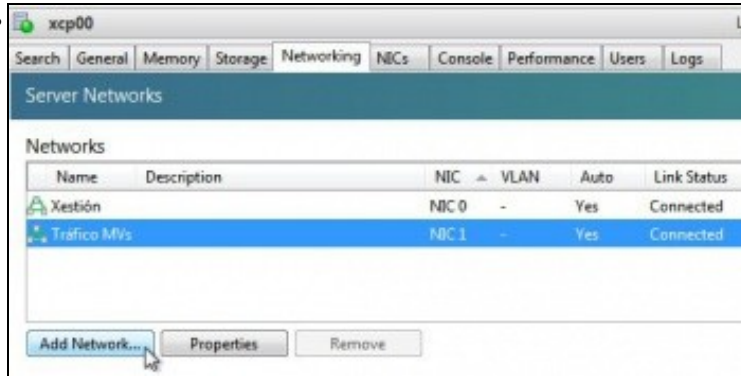 xcp00
Search General Memory Storage Networking NICs Console Performance Users Logs
Server Networks
Networks
Name Description NIC VLAN Auto Link Status
Xestión NIC 0 - Yes Connected
Tráfico MVs NIC 1 - Yes Connected
Add Network... Properties Remove